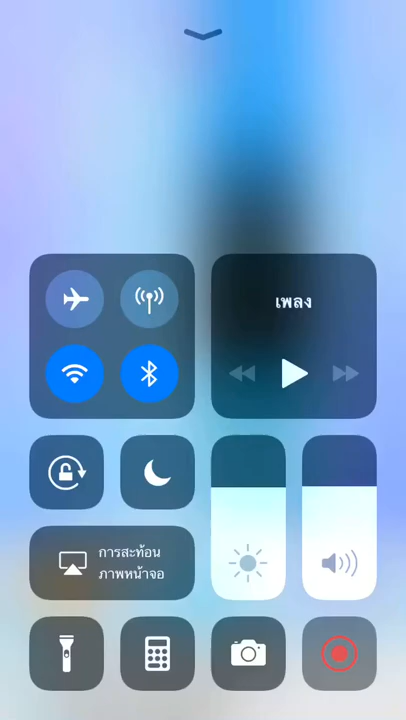 เพลง
การสะท้อน
ภาพหน้าจอ